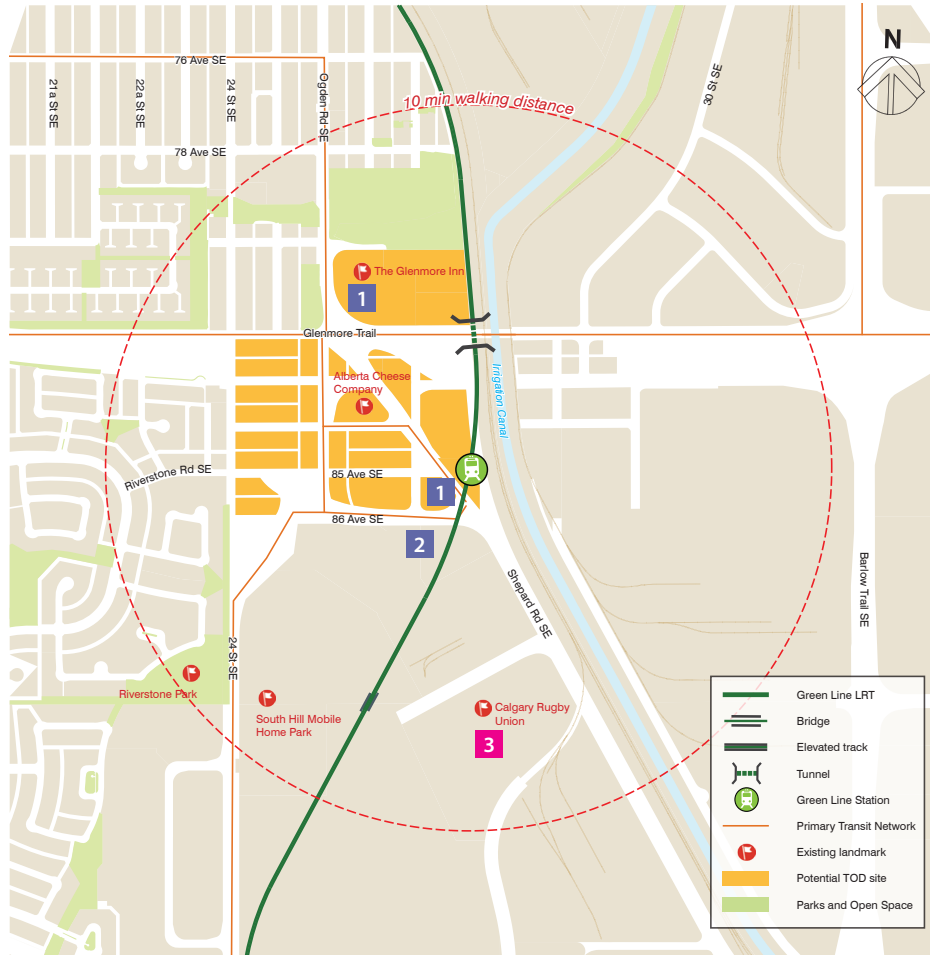 N
76 Ave SE
21a St SE
22a St SE
24 St SE
Ogden Rd SE
30 St SE
10 min walking distance
78 Ave SE
The Glenmore Inn
1
Glenmore Trail
Alberta Cheese
Company
Irrigation Canal
Riverstone Rd SE
85 Ave SE
1
86 Ave SE
2
Shepard Rd SE
Barlow Trail SE
24 St SE
Riverstone Park
South Hill Mobile
Home Park
Calgary Rugby
Union
3
Green Line LRT
Bridge
Elevated track
Tunnel
Green Line Station
Primary Transit Network
Existing landmark
Potential TOD site
Parks and Open Space